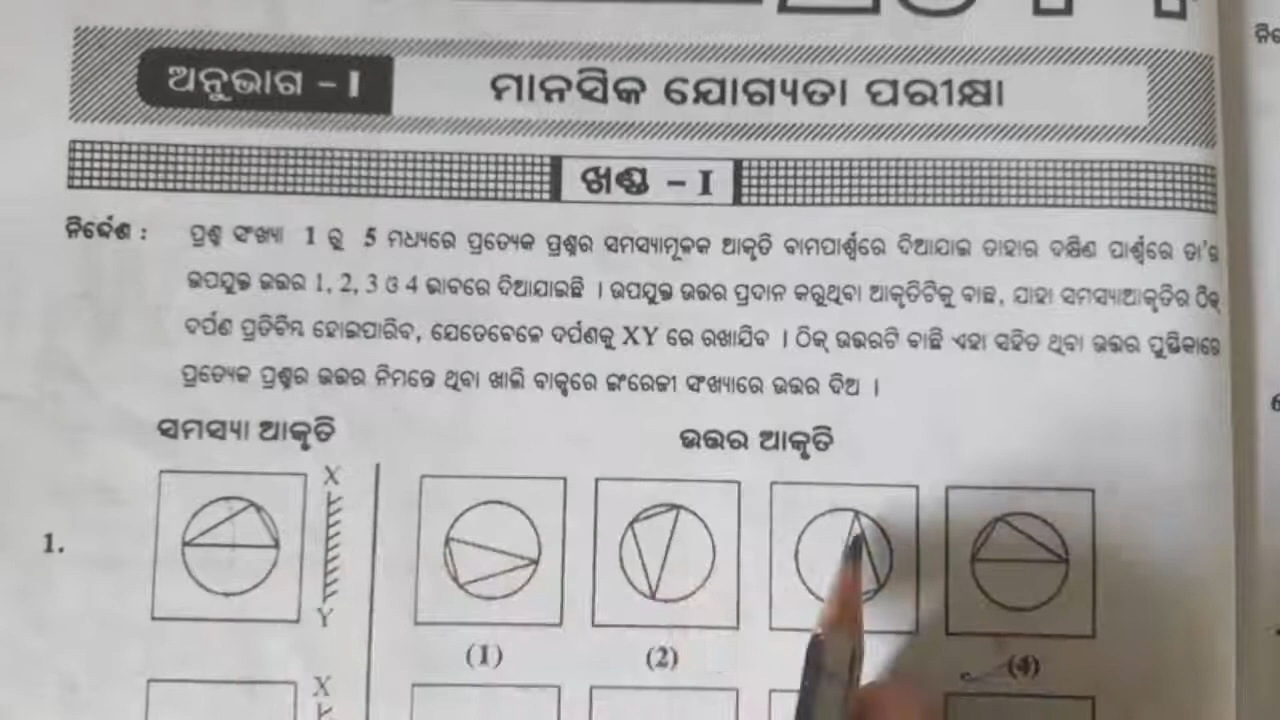 ଅନୁଭାଗ – I
ମାନସିକ ଯୋଗ୍ୟତା ପରୀକ୍ଷା
ଖଣ୍ଡ – I
ନିର୍ଦ୍ଦେଶ : ପ୍ରଶ୍ନ ସଂଖ୍ୟା 1 ରୁ 5 ମଧ୍ୟରେ ପ୍ରତ୍ୟେକ ପ୍ରଶ୍ନର ସମସ୍ୟାମୂଳକ ଆକୃତି ବାମପାର୍ଶ୍ୱରେ ଦିଆଯାଇ ତାହାର ଦକ୍ଷିଣ ପାର୍ଶ୍ୱରେ ତା'ର
ଉପଯୁକ୍ତ ଉତ୍ତର 1, 2, 3 ଓ 4 ଭାବରେ ଦିଆଯାଇଛି । ଉପଯୁକ୍ତ ଉତ୍ତର ପ୍ରଦାନ କରୁଥିବା ଆକୃତିଟିକୁ ବାଛ, ଯାହା ସମସ୍ୟାଆକୃତିର ଠିକ୍
ଦର୍ପଣ ପ୍ରତିବିମ୍ବ ହୋଇପାରିବ, ଯେତେବେଳେ ଦର୍ପଣକୁ XY ରେ ରଖାଯିବ । ଠିକ୍ ଉତ୍ତରଟି ବାଛି ଏହା ସହିତ ଥିବା ଉତ୍ତର ପୁସ୍ତିକାରେ
ପ୍ରତ୍ୟେକ ପ୍ରଶ୍ନର ଉତ୍ତର ନିମନ୍ତେ ଥିବା ଖାଲି ବାକ୍ସରେ ଇଂରେଜୀ ସଂଖ୍ୟାରେ ଉତ୍ତର ଦିଅ ।
ସମସ୍ୟା ଆକୃତି ଉତ୍ତର ଆକୃତି
X
1.
Y
(1) (2) (4)
X